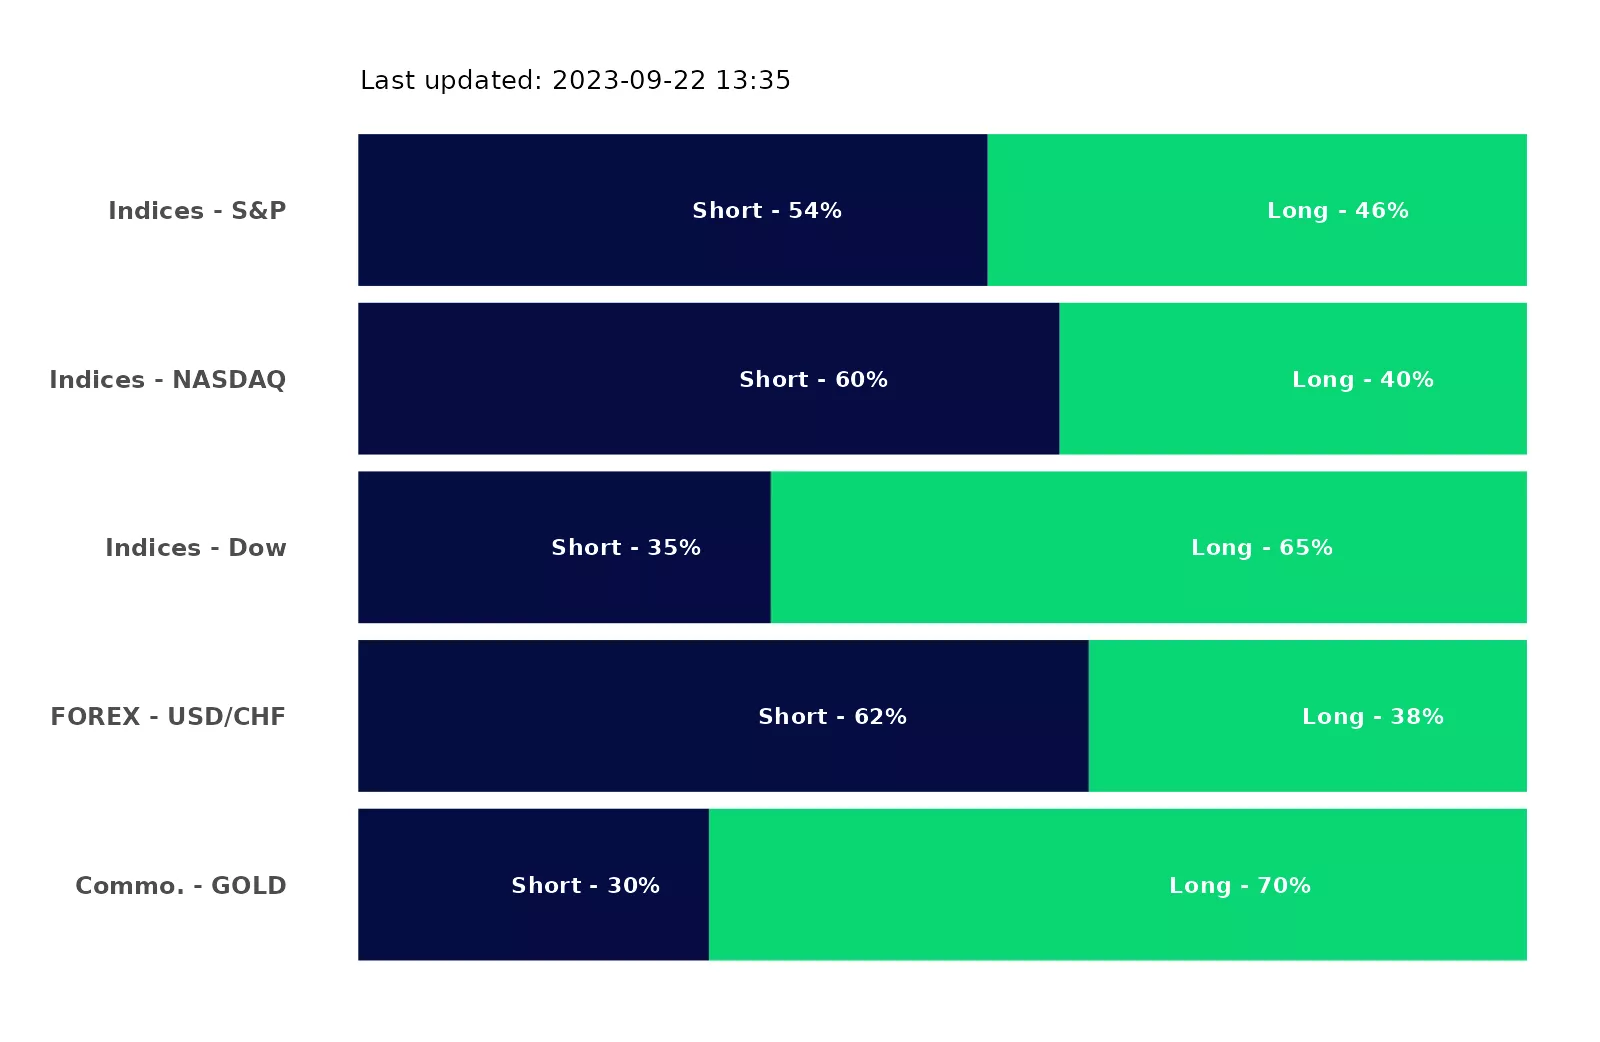 Last updated: 2023-09-22 13:35
Indices - S&P Short - 54% Long - 46%
Indices - NASDAQ Short - 60% Long - 40%
Indices - Dow Short - 35% Long - 65%
FOREX - USD/CHF Short - 62% Long - 38%
Commo. - GOLD Short - 30% Long - 70%